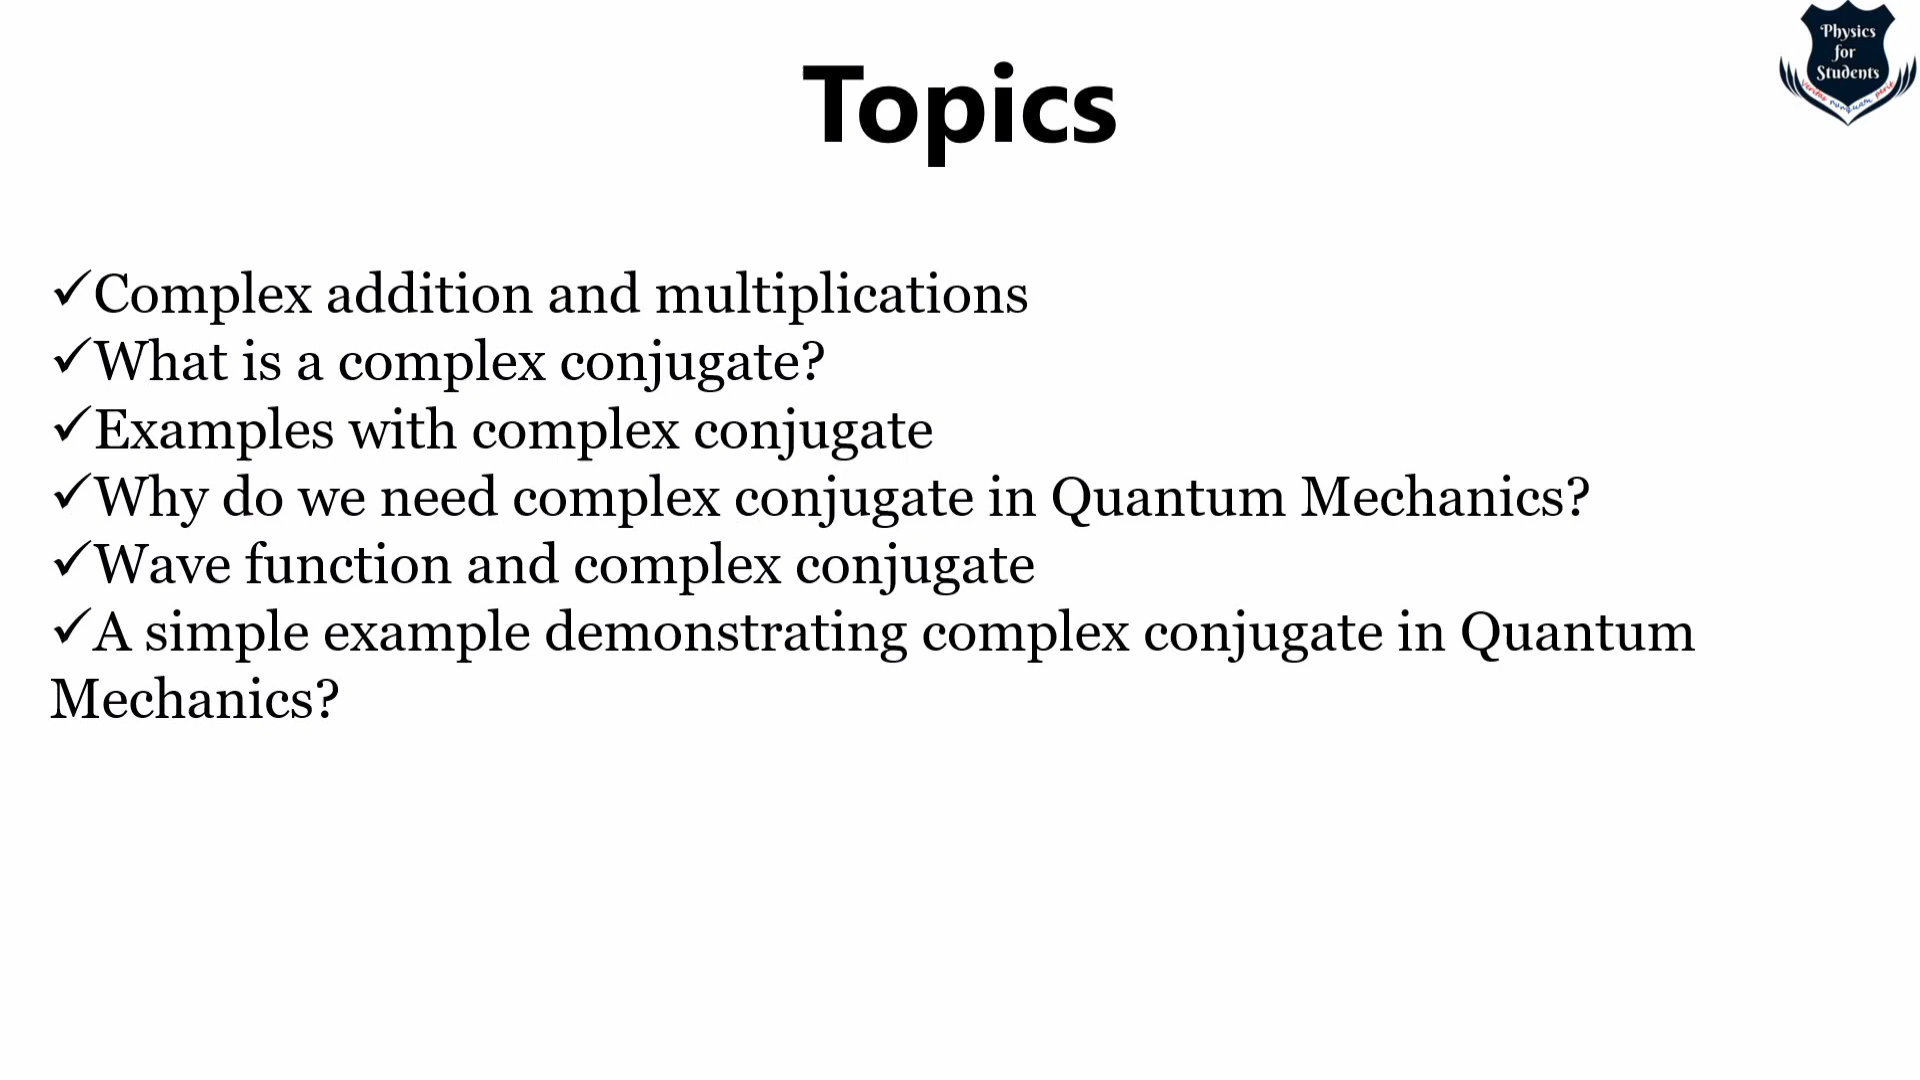 Physics
for
Students
Topics
✓Complex addition and multiplications
✓What is a complex conjugate?
✓Examples with complex conjugate
✓Why do we need complex conjugate in Quantum Mechanics?
✓Wave function and complex conjugate
✓A simple example demonstrating complex conjugate in Quantum
Mechanics?